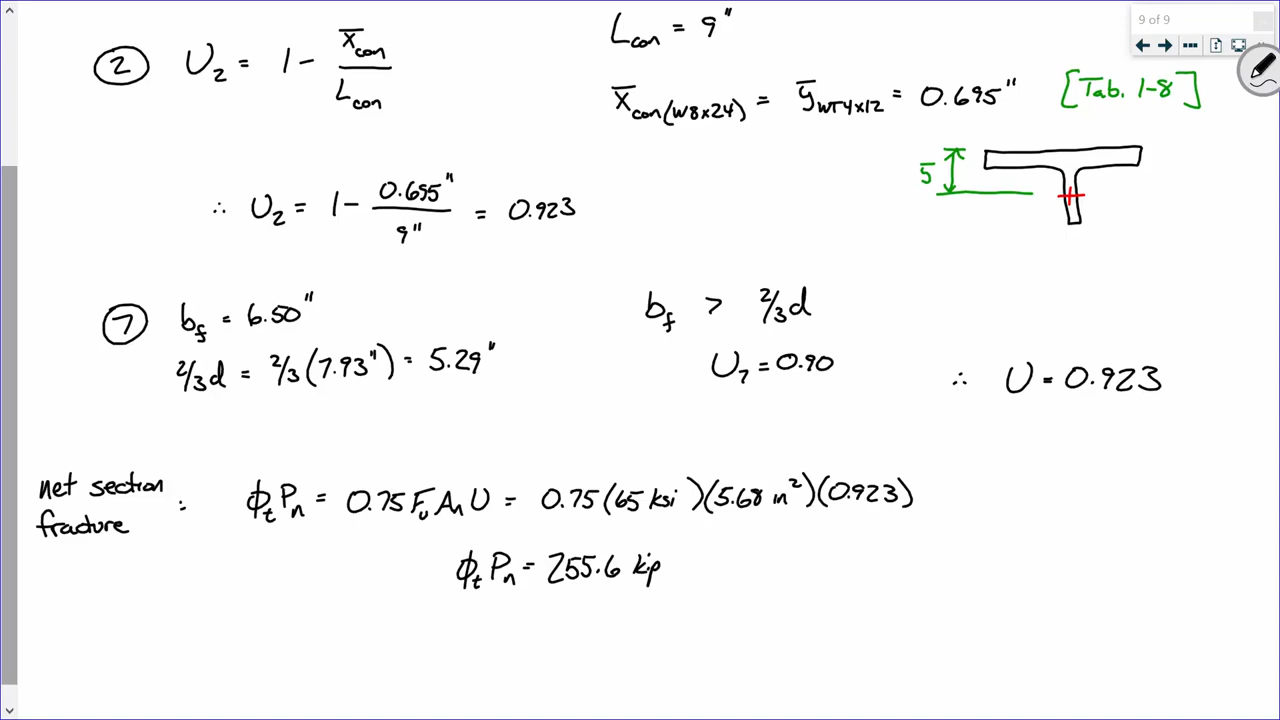 9 of 9
② U₂ = 1 - x̄con / Lcon
Lcon = 9"
x̄con(W8x24) = ȳWT4x12 = 0.695" [Tab. 1-8]
ȳ
∴ U₂ = 1 - 0.695" / 9" = 0.923
⑦ bf = 6.50"
2/3d = 2/3(7.93") = 5.29"
bf > 2/3d
U₇ = 0.90
∴ U = 0.923
net section fracture : ϕtPn = 0.75 Fu An U = 0.75(65 ksi)(5.68 in²)(0.923)
ϕtPn = 255.6 kip